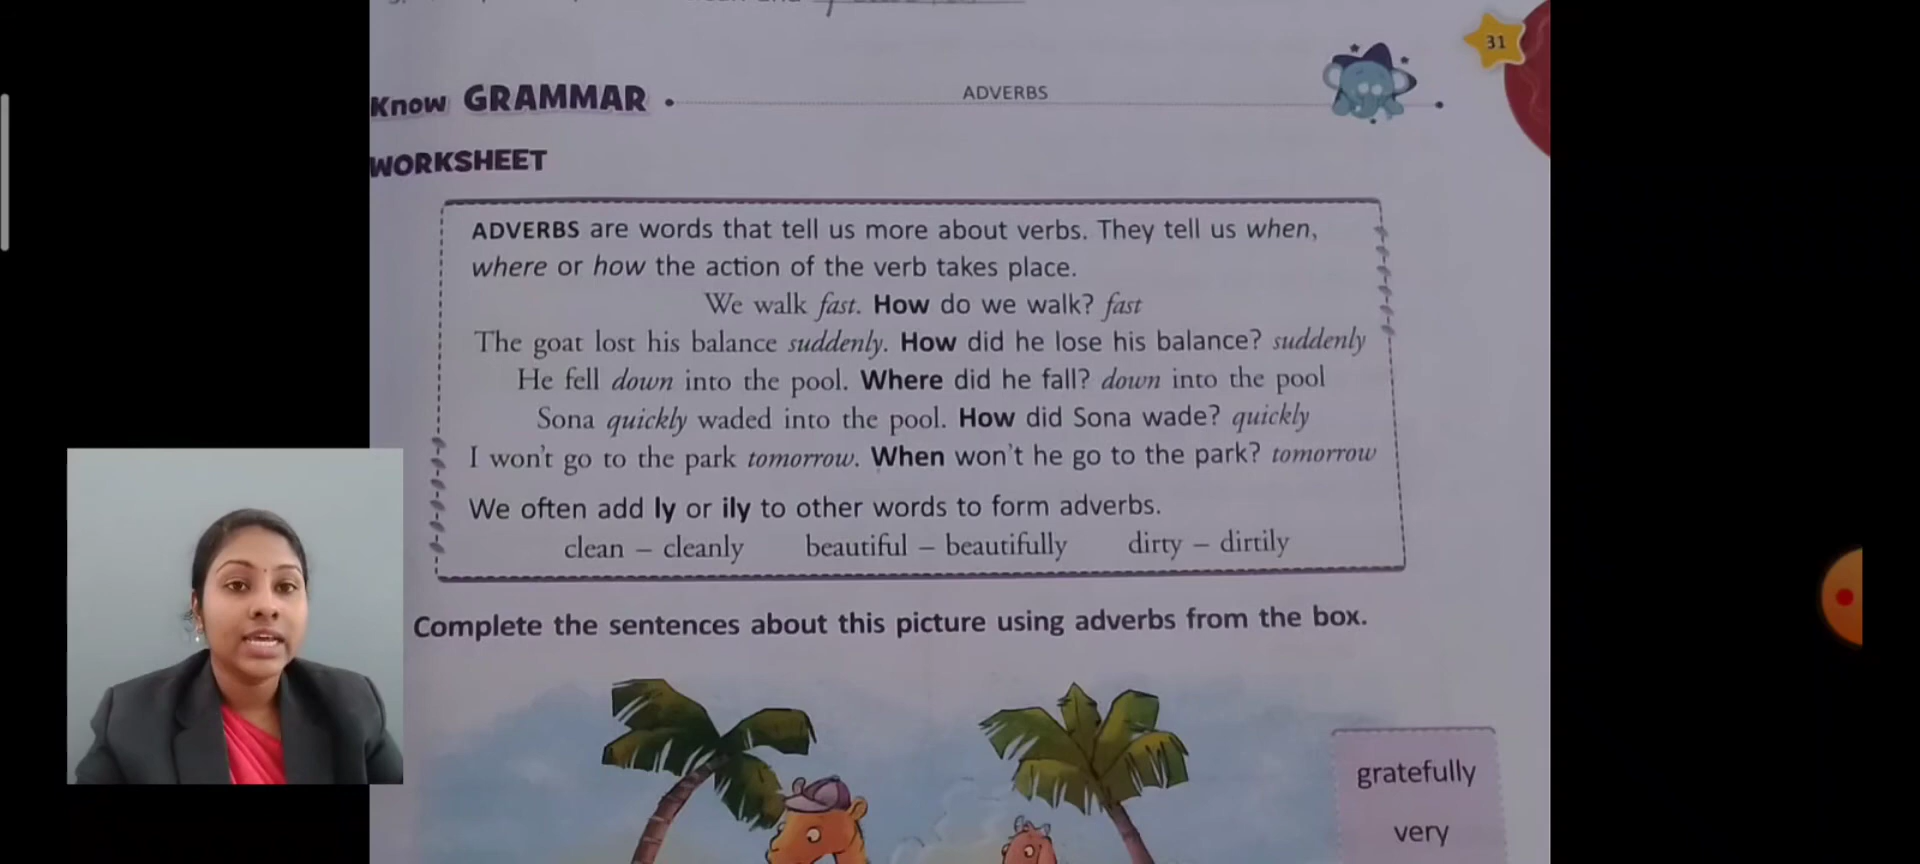 31
Know GRAMMAR
ADVERBS
WORKSHEET
ADVERBS are words that tell us more about verbs. They tell us when,
where or how the action of the verb takes place.
We walk fast. How do we walk? fast
The goat lost his balance suddenly. How did he lose his balance? suddenly
He fell down into the pool. Where did he fall? down into the pool
Sona quickly waded into the pool. How did Sona wade? quickly
I won't go to the park tomorrow. When won't he go to the park? tomorrow
We often add ly or ily to other words to form adverbs.
clean – cleanly beautiful – beautifully dirty – dirtily
Complete the sentences about this picture using adverbs from the box.
gratefully
very